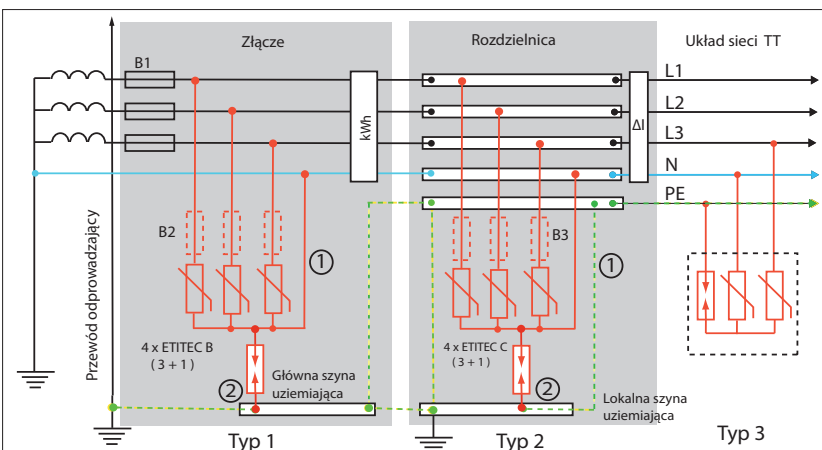 Złącze
Rozdzielnica
Układ sieci TT
B1
L1
L2
L3
N
PE
kWh
ΔI
Przewód odprowadzający
B2
1
B3
1
4 x ETITEC B
( 3 + 1 )
4 x ETITEC C
( 3 + 1 )
2
Główna szyna
uziemiająca
2
Lokalna szyna
uziemiająca
Typ 1
Typ 2
Typ 3